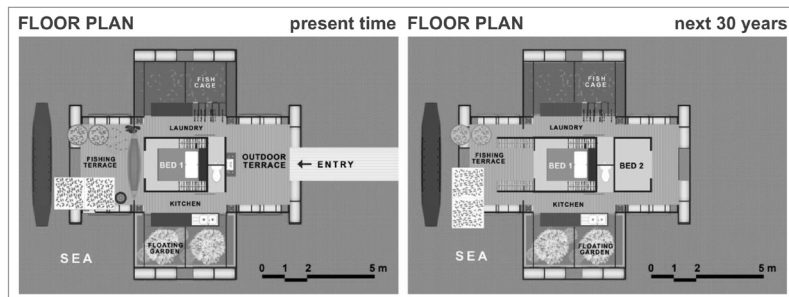 FLOOR PLAN present time
FISH
CAGE
LAUNDRY
FISHING
TERRACE
BED 1
OUTDOOR
TERRACE
← ENTRY
KITCHEN
FLOATING
GARDEN
SEA
0 1 2 5 m
FLOOR PLAN next 30 years
FISH
CAGE
LAUNDRY
FISHING
TERRACE
BED 1
BED 2
KITCHEN
FLOATING
GARDEN
SEA
0 1 2 5 m